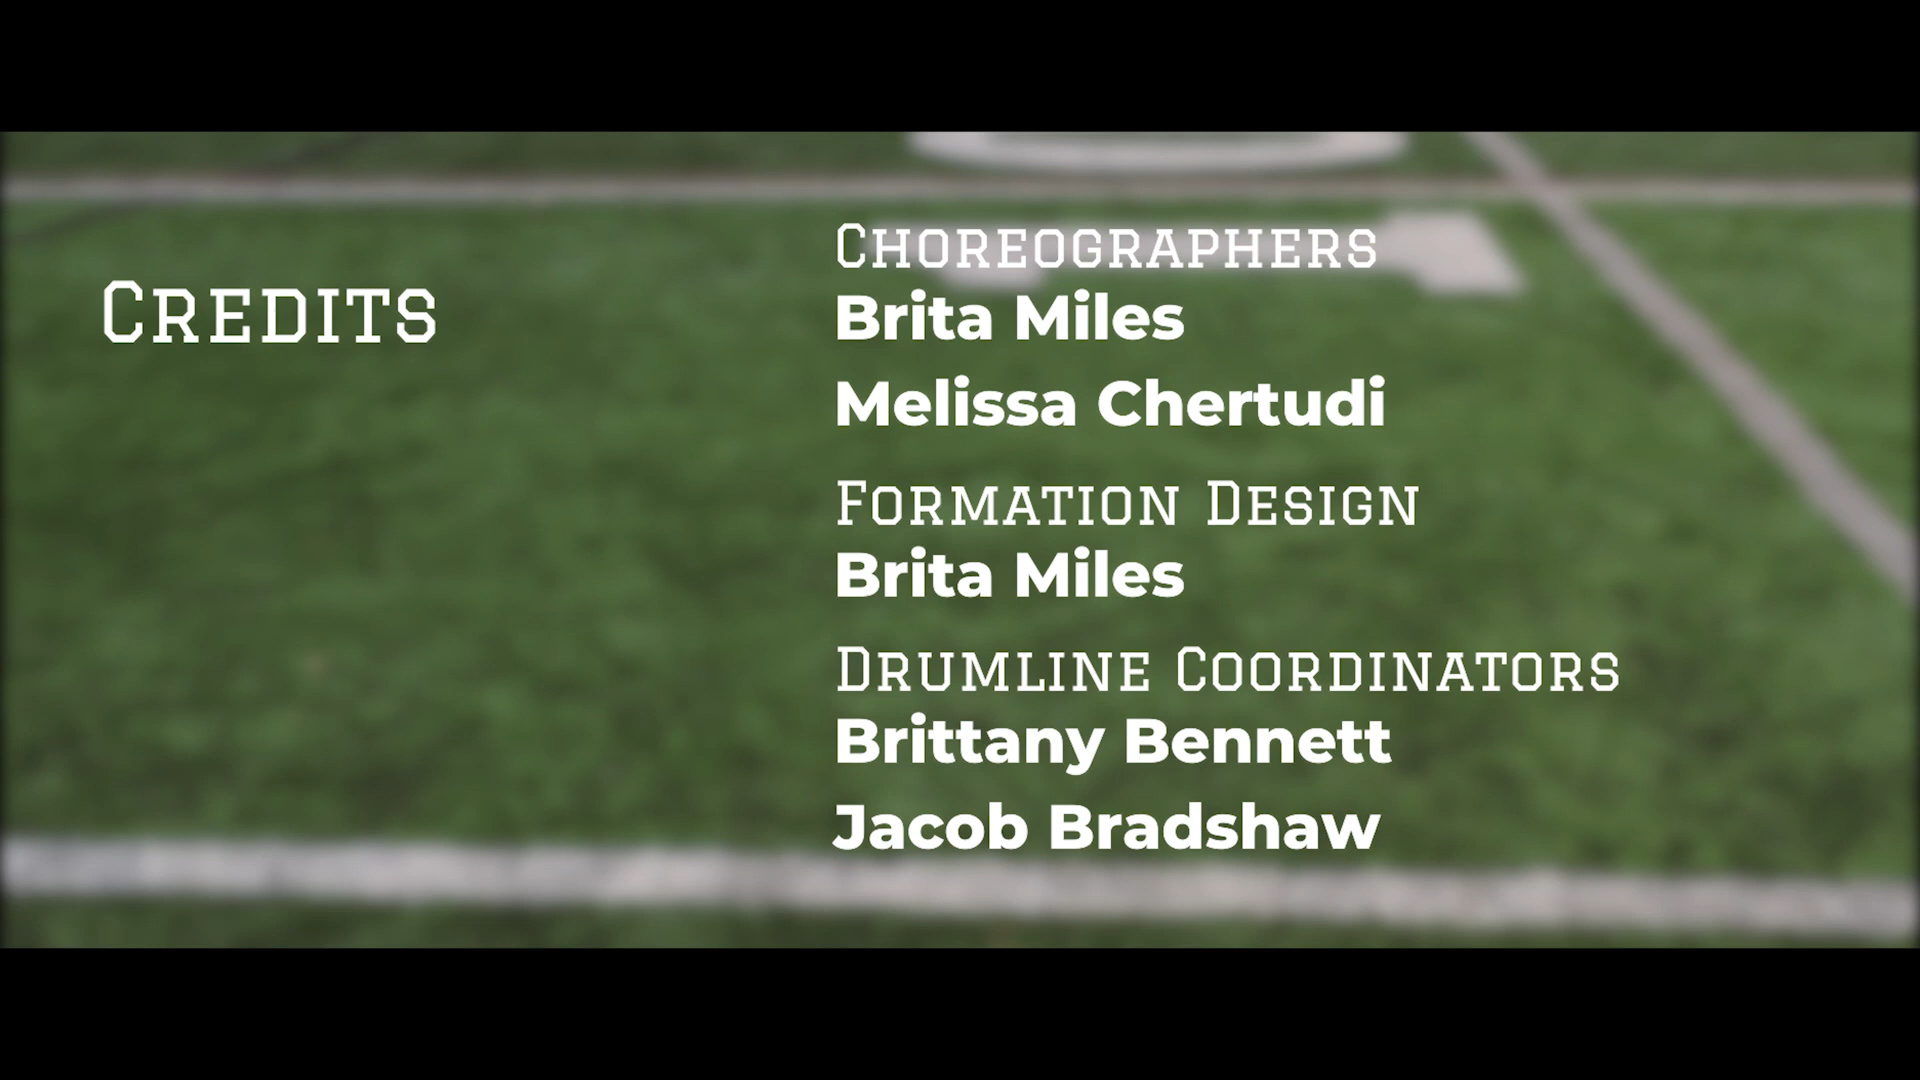 Credits
Choreographers
Brita Miles
Melissa Chertudi
Formation Design
Brita Miles
Drumline Coordinators
Brittany Bennett
Jacob Bradshaw